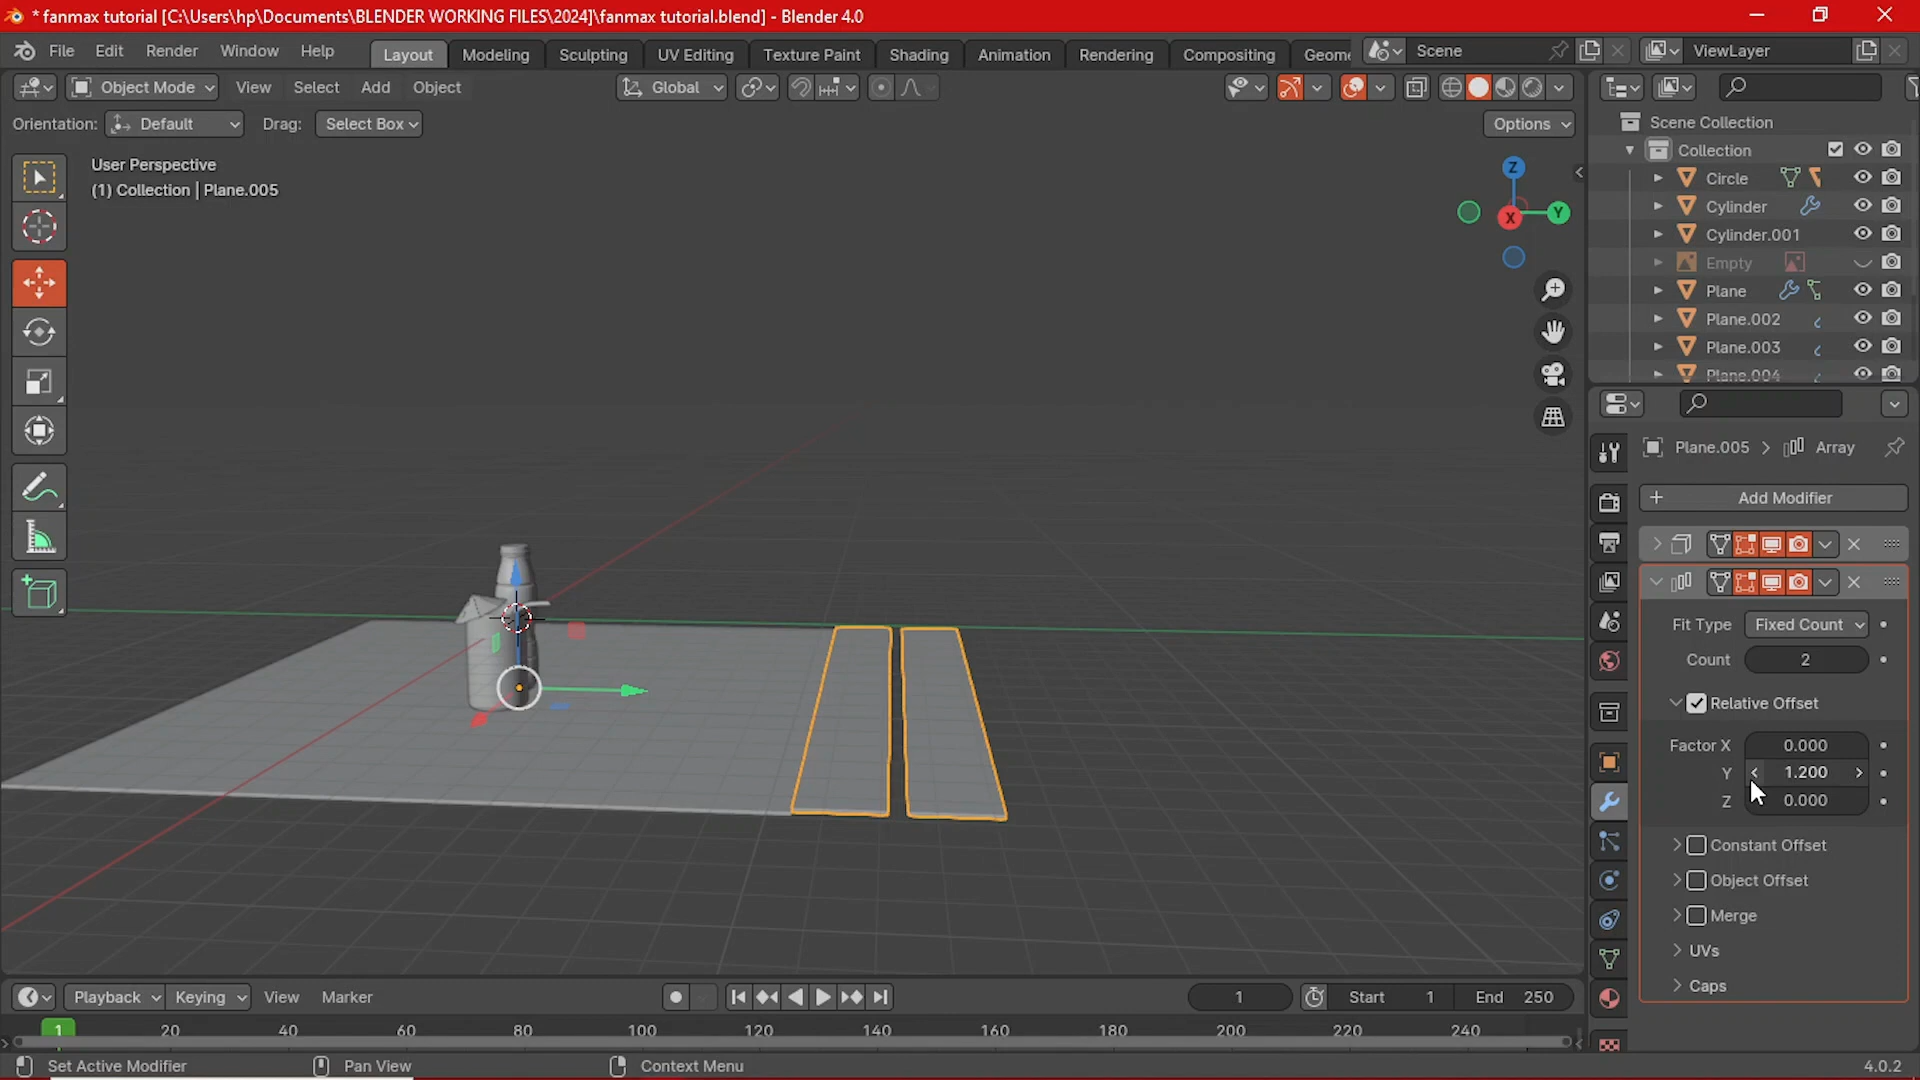 * fanmax tutorial [C:\Users\hp\Documents\BLENDER WORKING FILES\2024]\fanmax tutorial.blend] - Blender 4.0
File Edit Render Window Help Layout Modeling Sculpting UV Editing Texture Paint Shading Animation Rendering Compositing Geome Scene ViewLayer
Object Mode View Select Add Object Global
Orientation: Default Drag: Select Box Options
User Perspective
(1) Collection | Plane.005
Z
Y
X
Scene Collection
Collection
Circle
Cylinder
Cylinder.001
Empty
Plane
Plane.002
Plane.003
Plane.004
Plane.005 > Array
+ Add Modifier
Fit Type Fixed Count
Count 2
Relative Offset
Factor X 0.000
Y 1.200
Z 0.000
Constant Offset
Object Offset
Merge
UVs
Caps
Playback Keying View Marker 1 Start 1 End 250
1 20 40 60 80 100 120 140 160 180 200 220 240
Set Active Modifier Pan View Context Menu 4.0.2